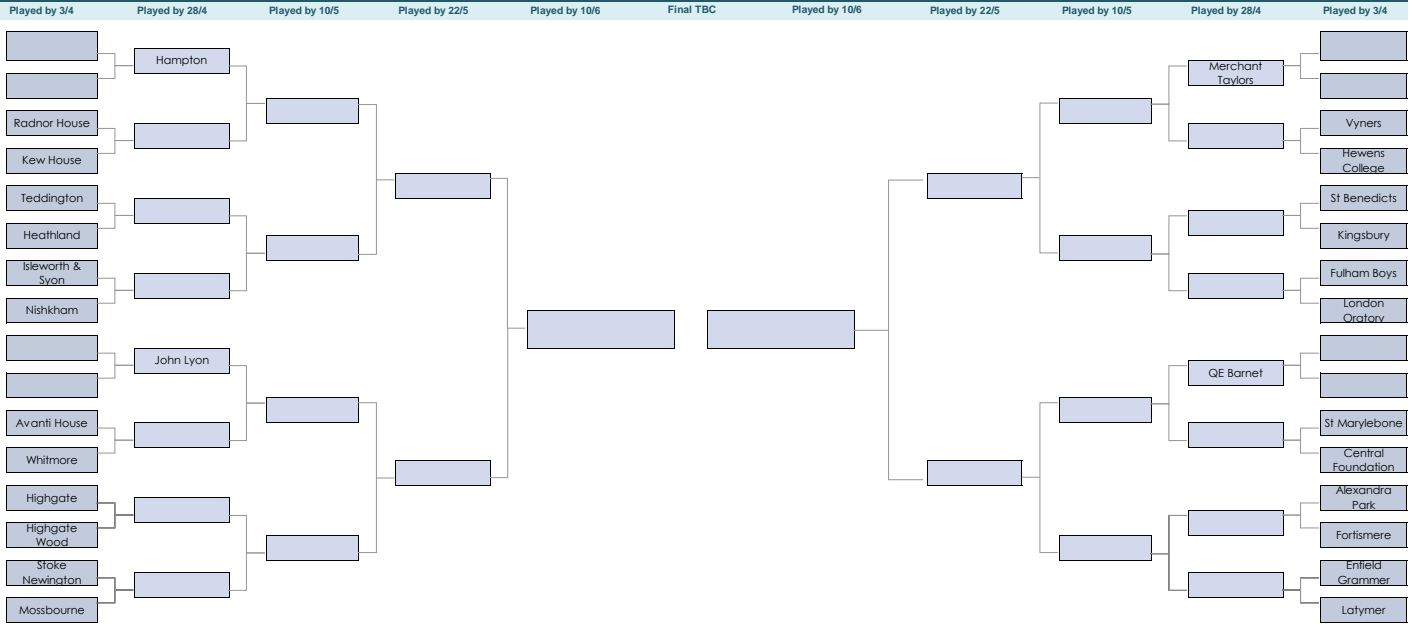 Played by 3/4
Played by 28/4
Played by 10/5
Played by 22/5
Played by 10/6
Final TBC
Played by 10/6
Played by 22/5
Played by 10/5
Played by 28/4
Played by 3/4
Hampton
Radnor House
Kew House
Teddington
Heathland
Isleworth &
Syon
Nishkham
John Lyon
Avanti House
Whitmore
Highgate
Highgate
Wood
Stoke
Newington
Mossbourne
Merchant
Taylors
Vyners
Hewens
College
St Benedicts
Kingsbury
Fulham Boys
London
Oratory
QE Barnet
St Marylebone
Central
Foundation
Alexandra
Park
Fortismere
Enfield
Grammer
Latymer